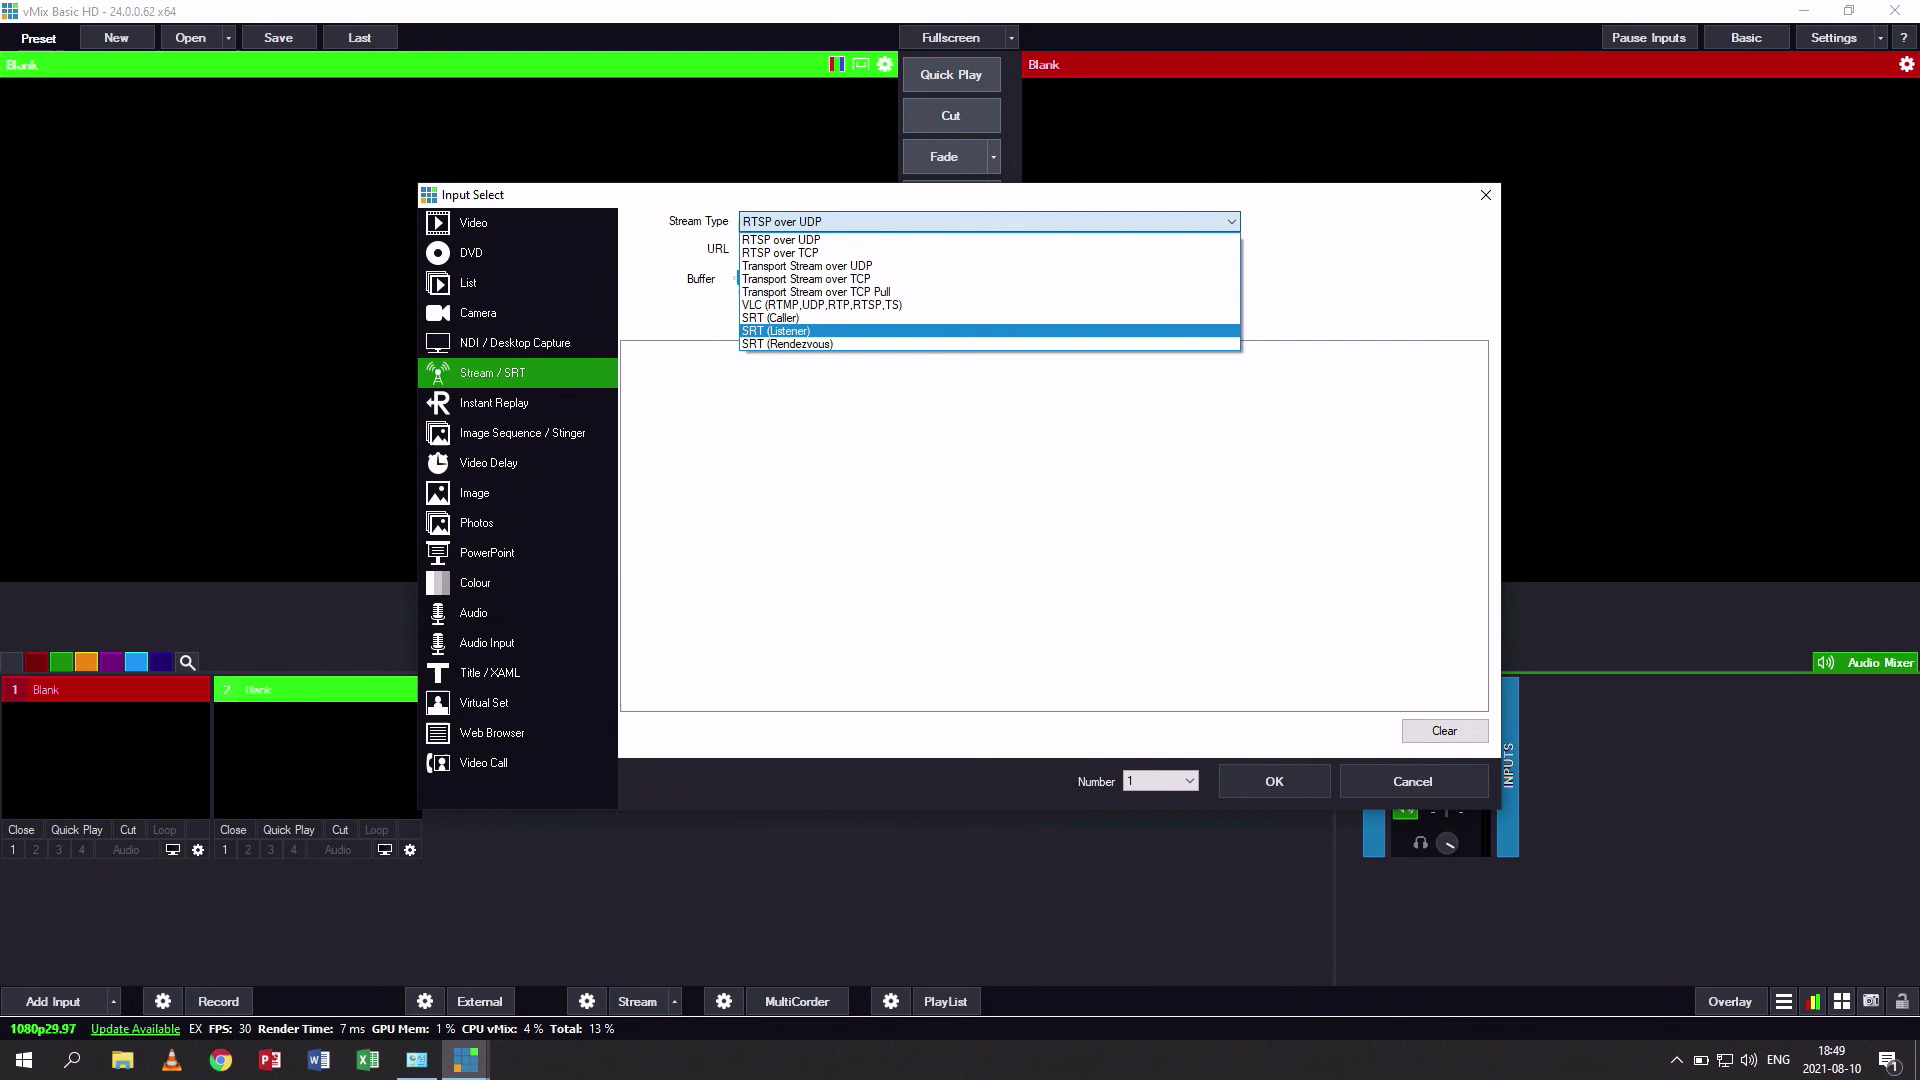 vMix Basic HD - 24.0.0.62 x64
Preset New Open Save Last Fullscreen Pause Inputs Basic Settings ?
Blank
Quick Play
Cut
Fade
Blank
Input Select
Video
DVD
List
Camera
NDI / Desktop Capture
Stream / SRT
Instant Replay
Image Sequence / Stinger
Video Delay
Image
Photos
PowerPoint
Colour
Audio
Audio Input
Title / XAML
Virtual Set
Web Browser
Video Call
Stream Type RTSP over UDP
URL
Buffer
RTSP over UDP
RTSP over TCP
Transport Stream over UDP
Transport Stream over TCP
Transport Stream over TCP Pull
VLC (RTMP,UDP,RTP,RTSP,TS)
SRT (Caller)
SRT (Listener)
SRT (Rendezvous)
Clear
Number 1 OK Cancel
Audio Mixer
INPUTS
1 Blank
2 Blank
Close Quick Play Cut Loop
1 2 3 4 Audio
Close Quick Play Cut Loop
1 2 3 4 Audio
Add Input Record External Stream MultiCorder PlayList Overlay
1080p29.97 Update Available EX FPS: 30 Render Time: 7 ms GPU Mem: 1 % CPU vMix: 4 % Total: 13 %
ENG
18:49
2021-08-10
1